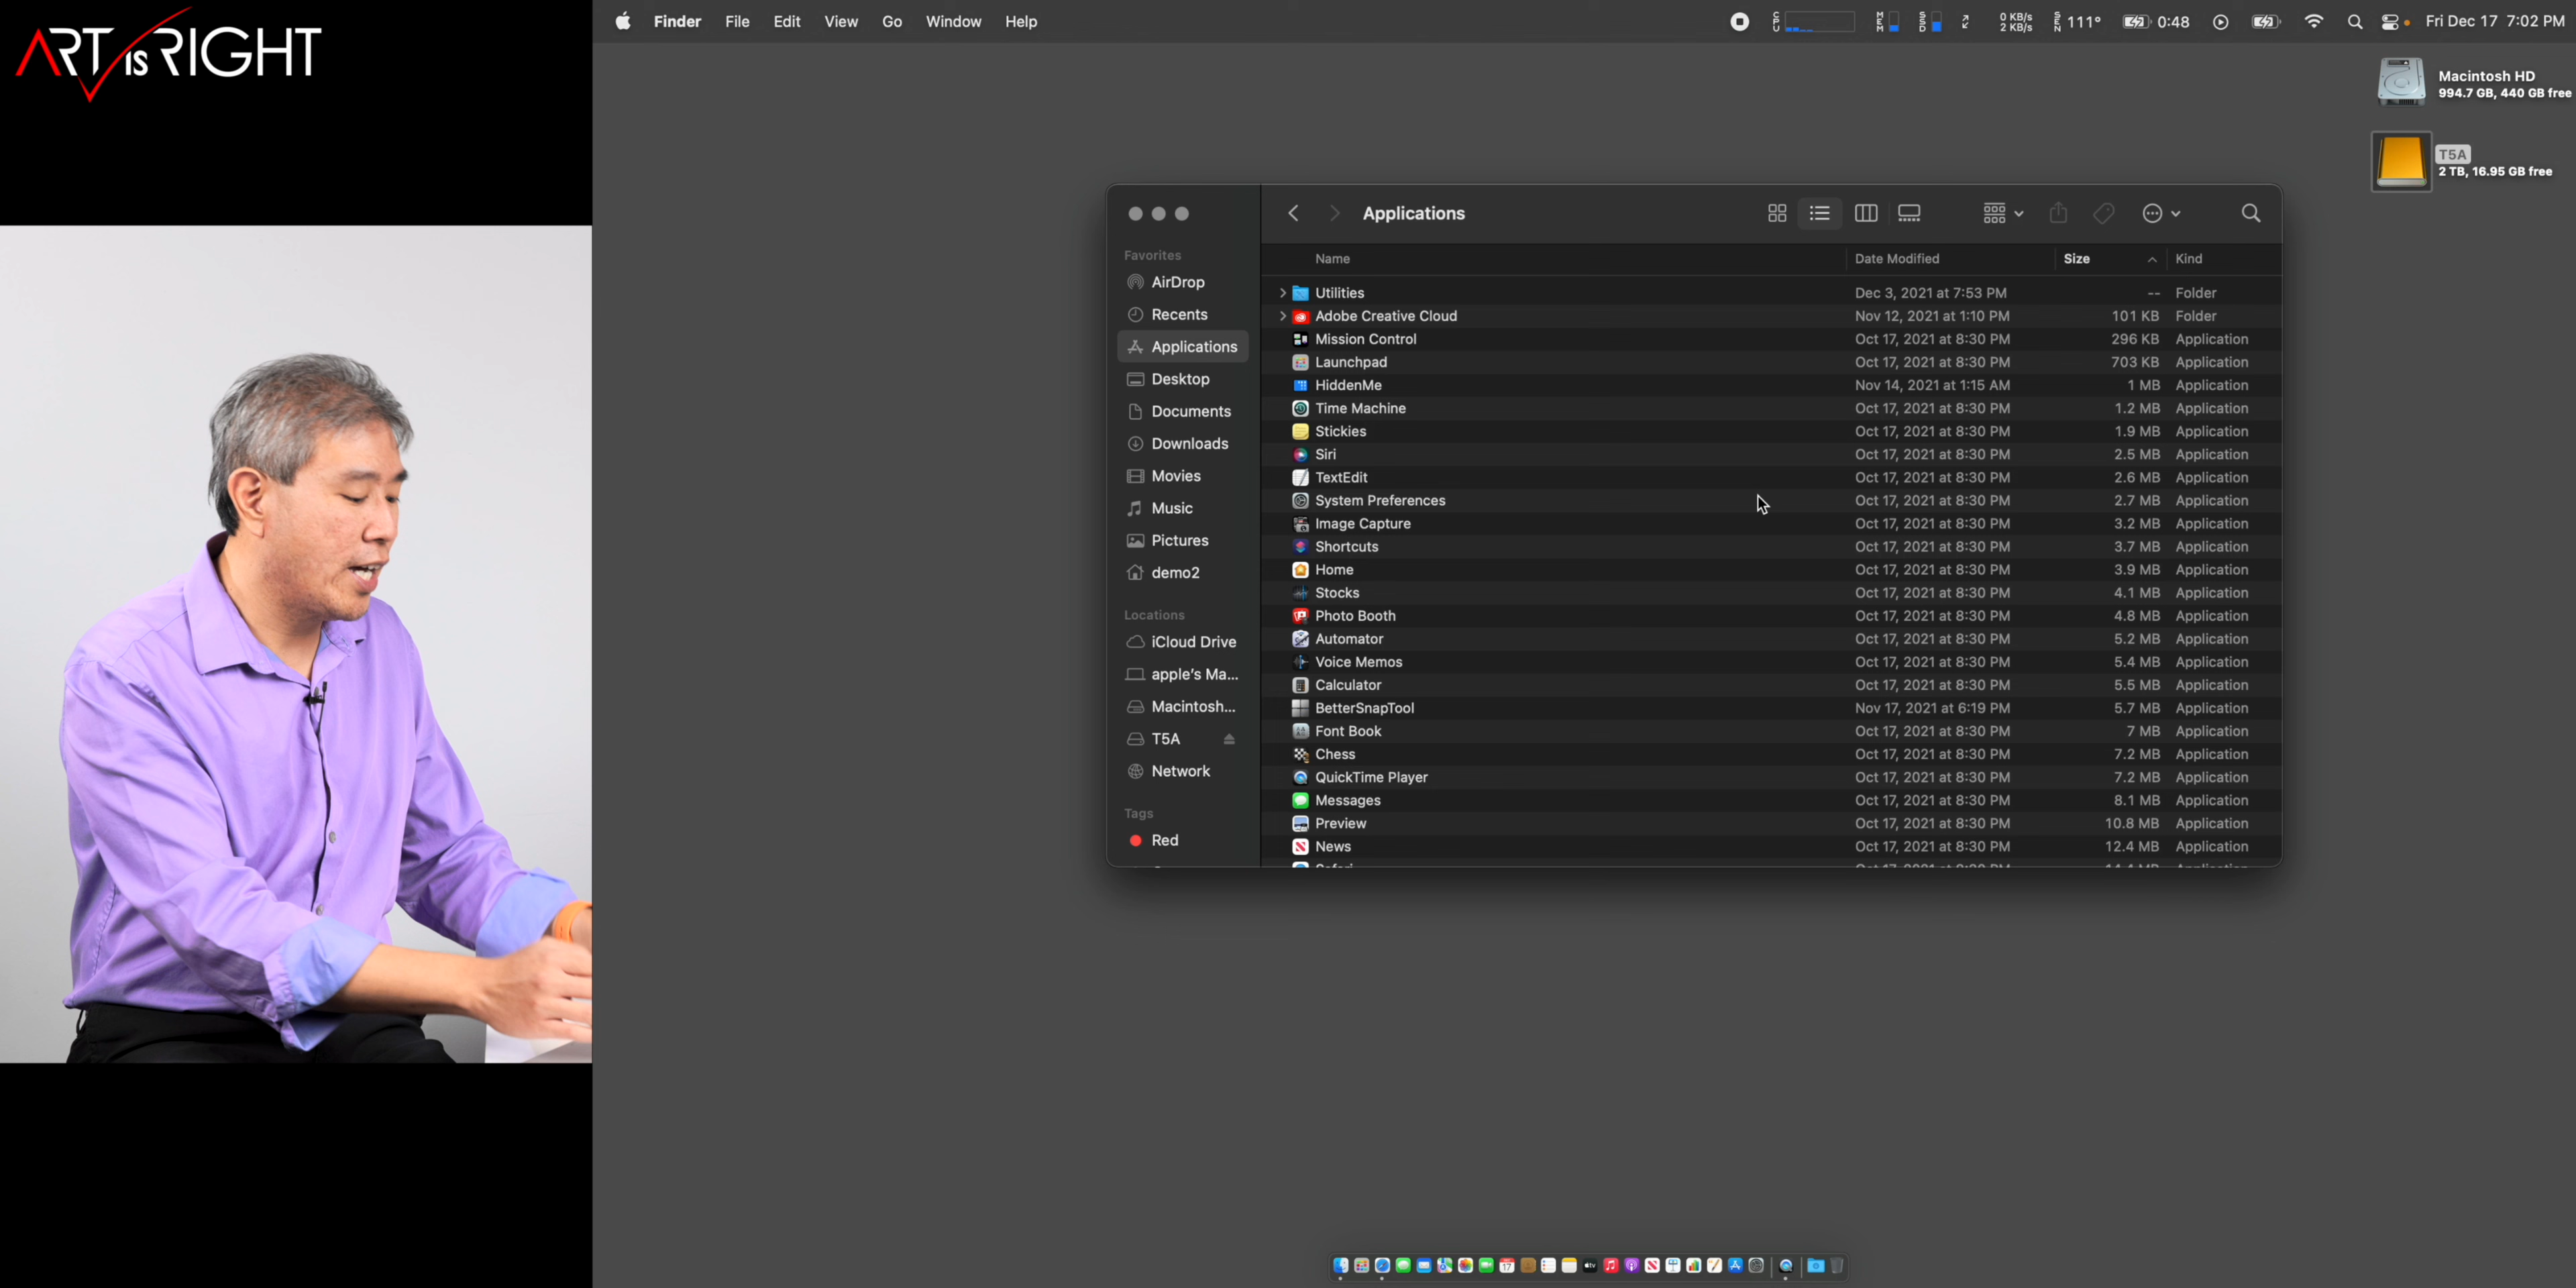 ART is RIGHT
Finder File Edit View Go Window Help
CPU MEM SSD 0 KB/s 2 KB/s SEN 111° 0:48 Fri Dec 17 7:02 PM
Macintosh HD
994.7 GB, 440 GB free
T5A
2 TB, 16.95 GB free
Applications
Favorites
AirDrop
Recents
Applications
Desktop
Documents
Downloads
Movies
Music
Pictures
demo2
Locations
iCloud Drive
apple's Ma...
Macintosh...
T5A
Network
Tags
Red
Name Date Modified Size Kind
Utilities Dec 3, 2021 at 7:53 PM -- Folder
Adobe Creative Cloud Nov 12, 2021 at 1:10 PM 101 KB Folder
Mission Control Oct 17, 2021 at 8:30 PM 296 KB Application
Launchpad Oct 17, 2021 at 8:30 PM 703 KB Application
HiddenMe Nov 14, 2021 at 1:15 AM 1 MB Application
Time Machine Oct 17, 2021 at 8:30 PM 1.2 MB Application
Stickies Oct 17, 2021 at 8:30 PM 1.9 MB Application
Siri Oct 17, 2021 at 8:30 PM 2.5 MB Application
TextEdit Oct 17, 2021 at 8:30 PM 2.6 MB Application
System Preferences Oct 17, 2021 at 8:30 PM 2.7 MB Application
Image Capture Oct 17, 2021 at 8:30 PM 3.2 MB Application
Shortcuts Oct 17, 2021 at 8:30 PM 3.7 MB Application
Home Oct 17, 2021 at 8:30 PM 3.9 MB Application
Stocks Oct 17, 2021 at 8:30 PM 4.1 MB Application
Photo Booth Oct 17, 2021 at 8:30 PM 4.8 MB Application
Automator Oct 17, 2021 at 8:30 PM 5.2 MB Application
Voice Memos Oct 17, 2021 at 8:30 PM 5.4 MB Application
Calculator Oct 17, 2021 at 8:30 PM 5.5 MB Application
BetterSnapTool Nov 17, 2021 at 6:19 PM 5.7 MB Application
Font Book Oct 17, 2021 at 8:30 PM 7 MB Application
Chess Oct 17, 2021 at 8:30 PM 7.2 MB Application
QuickTime Player Oct 17, 2021 at 8:30 PM 7.2 MB Application
Messages Oct 17, 2021 at 8:30 PM 8.1 MB Application
Preview Oct 17, 2021 at 8:30 PM 10.8 MB Application
News Oct 17, 2021 at 8:30 PM 12.4 MB Application